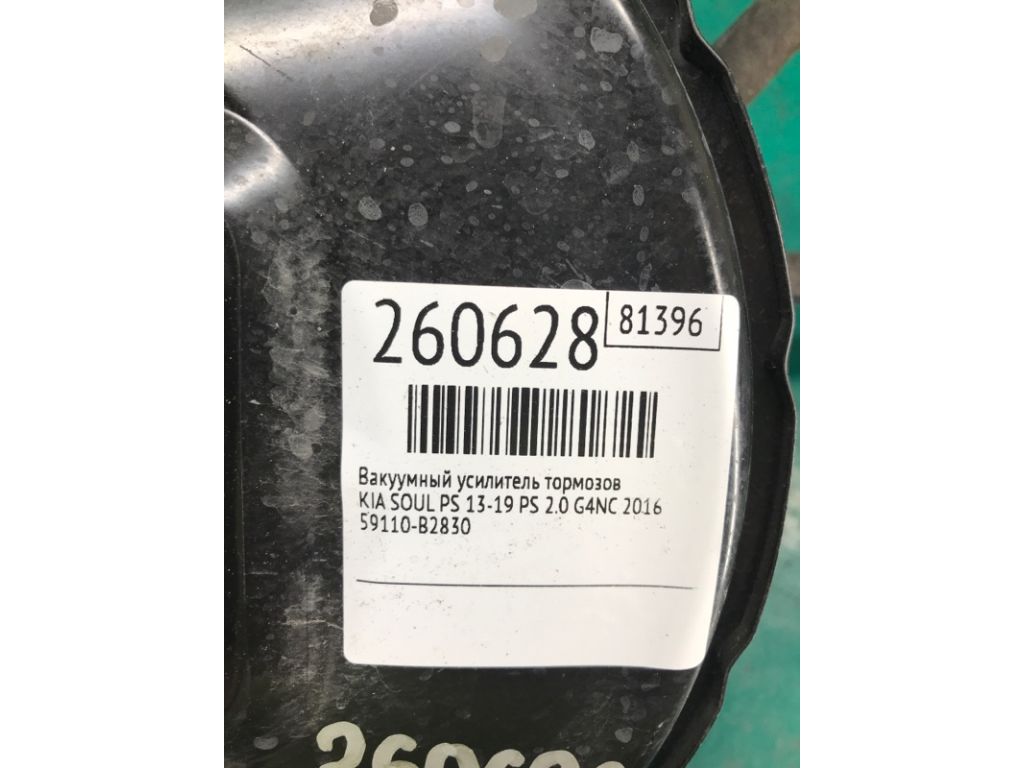 260628
81396
Вакуумный усилитель тормозов
KIA SOUL PS 13-19 PS 2.0 G4NC 2016
59110-B2830